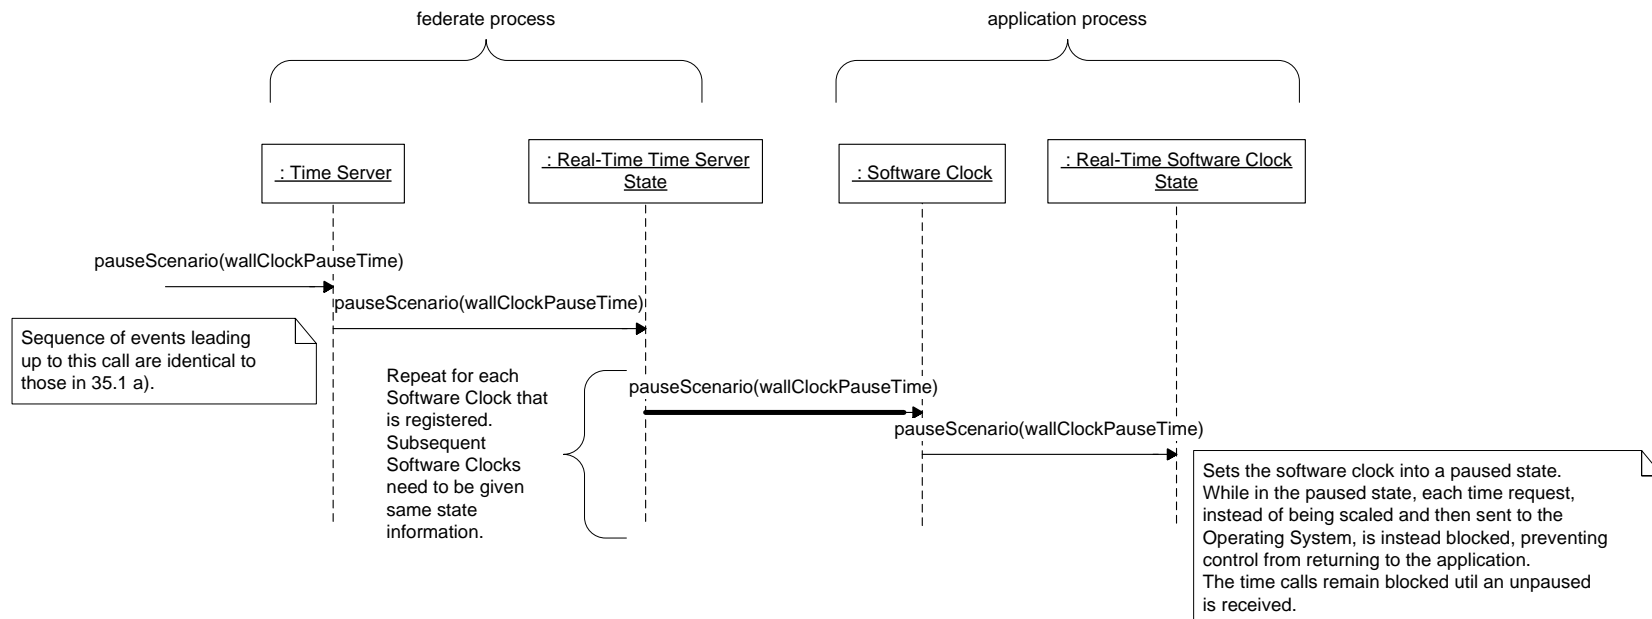 federate process
application process
: Time Server
: Real-Time Time Server
State
: Software Clock
: Real-Time Software Clock
State
pauseScenario(wallClockPauseTime)
pauseScenario(wallClockPauseTime)
Sequence of events leading
up to this call are identical to
those in 35.1 a).
Repeat for each
Software Clock that
is registered.
Subsequent
Software Clocks
need to be given
same state
information.
pauseScenario(wallClockPauseTime)
pauseScenario(wallClockPauseTime)
Sets the software clock into a paused state.
While in the paused state, each time request,
instead of being scaled and then sent to the
Operating System, is instead blocked, preventing
control from returning to the application.
The time calls remain blocked util an unpaused
is received.